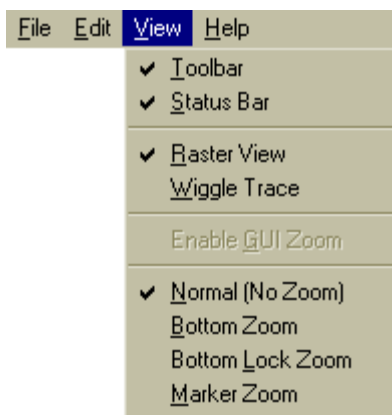 File Edit View Help
Toolbar
Status Bar
Raster View
Wiggle Trace
Enable GUI Zoom
Normal (No Zoom)
Bottom Zoom
Bottom Lock Zoom
Marker Zoom